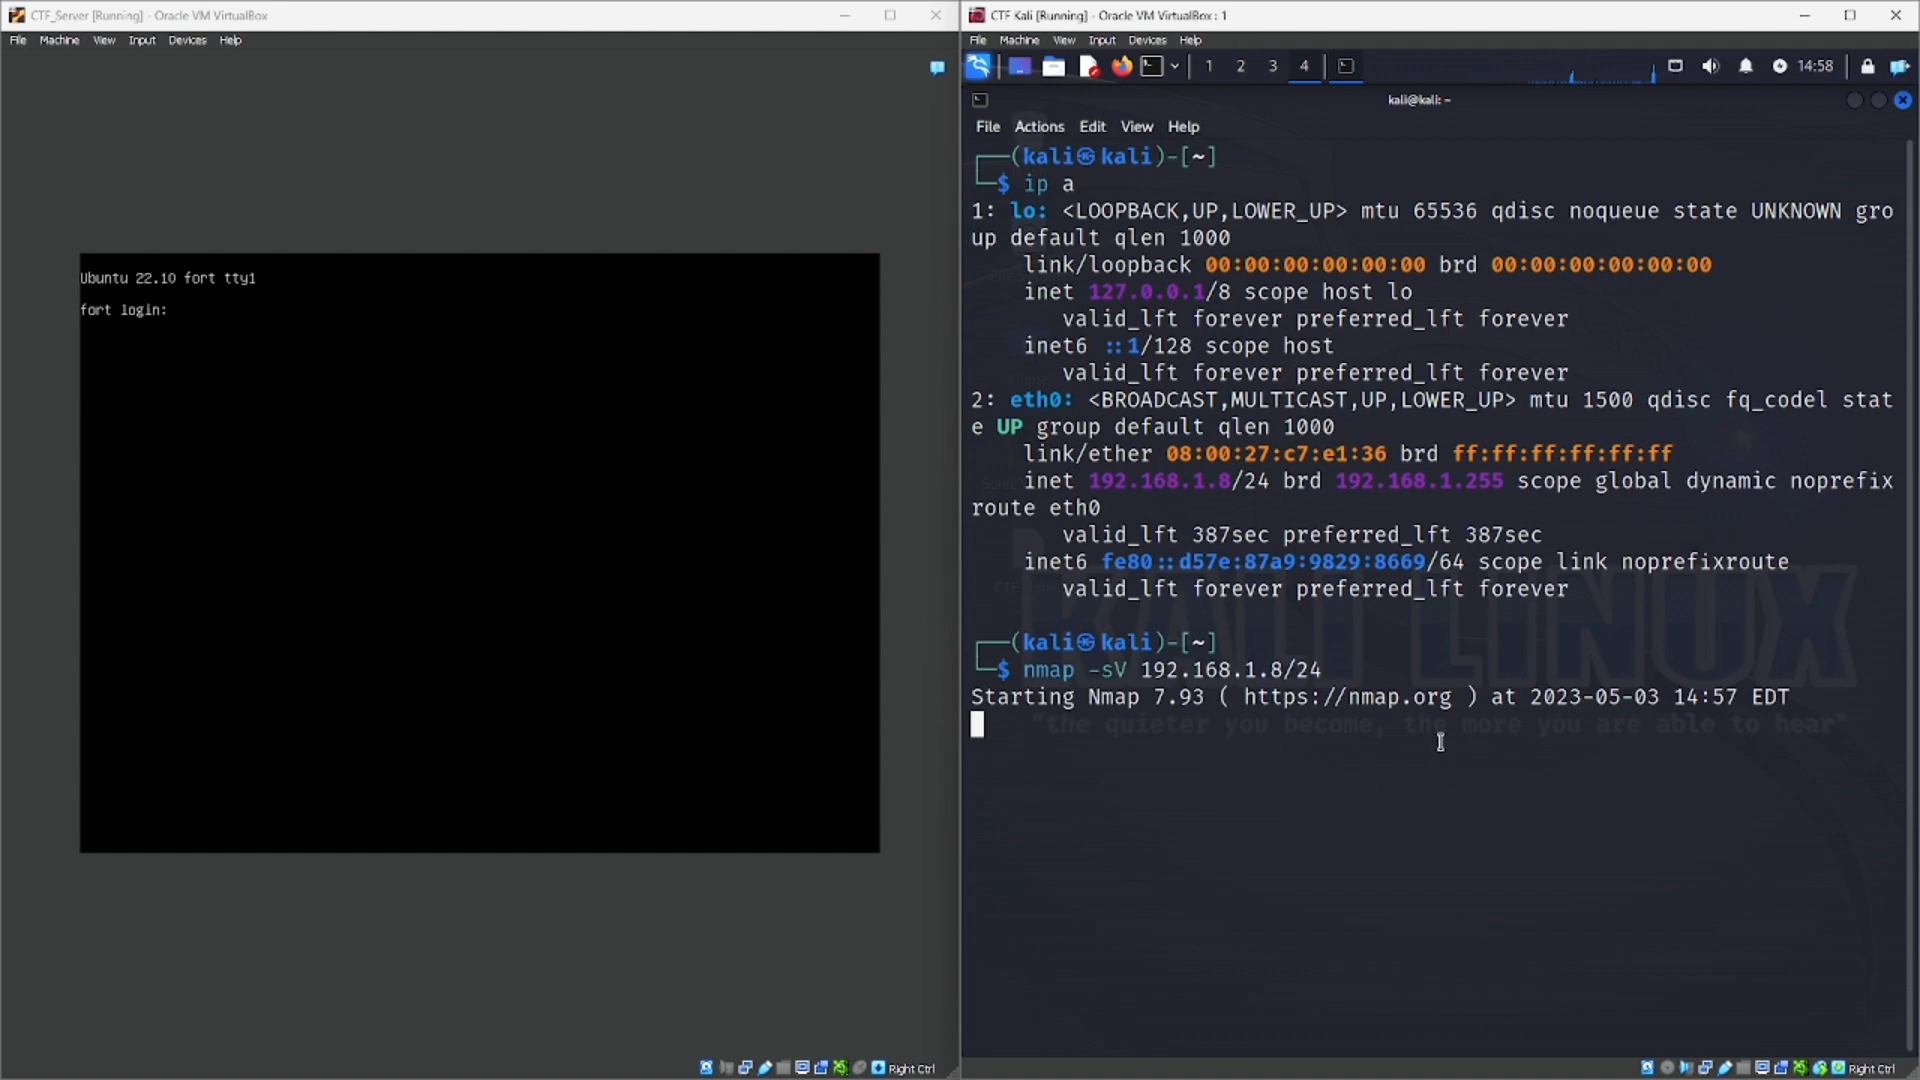 CTF_Server [Running] - Oracle VM VirtualBox
File Machine View Input Devices Help
Ubuntu 22.10 fort tty1
fort login:
Right Ctrl
CTF Kali [Running] - Oracle VM VirtualBox : 1
File Machine View Input Devices Help
1 2 3 4 14:58
kali@kali: ~
File Actions Edit View Help
┌──(kali㉿kali)-[~]
└─$ ip a
1: lo: <LOOPBACK,UP,LOWER_UP> mtu 65536 qdisc noqueue state UNKNOWN gro
up default qlen 1000
link/loopback 00:00:00:00:00:00 brd 00:00:00:00:00:00
inet 127.0.0.1/8 scope host lo
valid_lft forever preferred_lft forever
inet6 ::1/128 scope host
valid_lft forever preferred_lft forever
2: eth0: <BROADCAST,MULTICAST,UP,LOWER_UP> mtu 1500 qdisc fq_codel stat
e UP group default qlen 1000
link/ether 08:00:27:c7:e1:36 brd ff:ff:ff:ff:ff:ff
inet 192.168.1.8/24 brd 192.168.1.255 scope global dynamic noprefix
route eth0
valid_lft 387sec preferred_lft 387sec
inet6 fe80::d57e:87a9:9829:8669/64 scope link noprefixroute
valid_lft forever preferred_lft forever
┌──(kali㉿kali)-[~]
└─$ nmap -sV 192.168.1.8/24
Starting Nmap 7.93 ( https://nmap.org ) at 2023-05-03 14:57 EDT
KALI LINUX
"the quieter you become, the more you are able to hear"
Right Ctrl